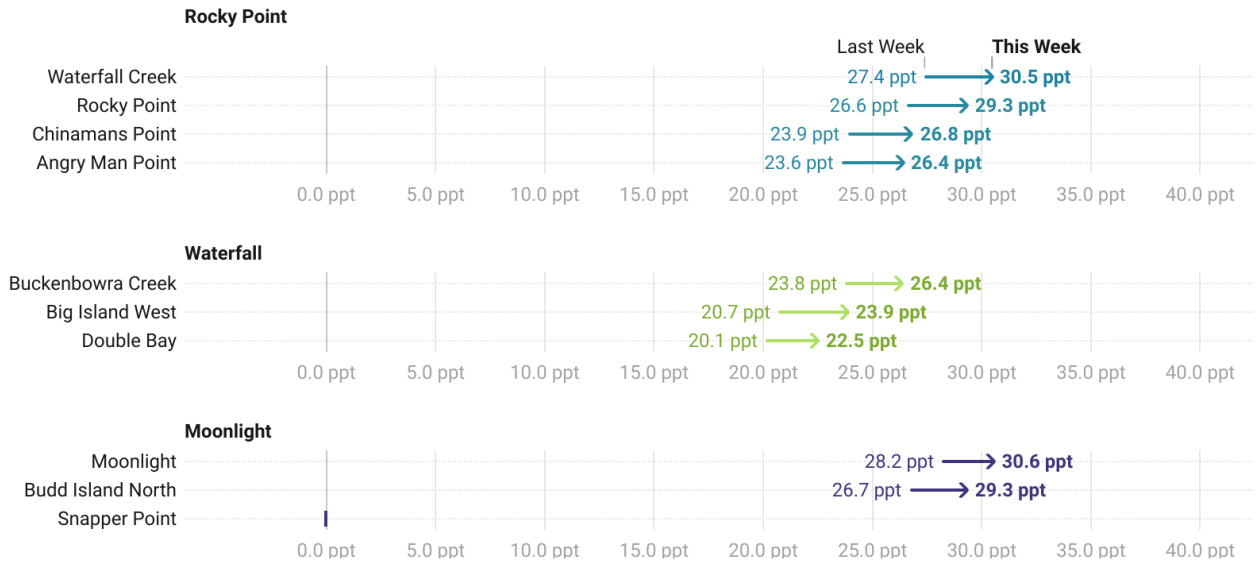 Rocky Point
Last Week This Week
Waterfall Creek 27.4 ppt 30.5 ppt
Rocky Point 26.6 ppt 29.3 ppt
Chinamans Point 23.9 ppt 26.8 ppt
Angry Man Point 23.6 ppt 26.4 ppt
0.0 ppt 5.0 ppt 10.0 ppt 15.0 ppt 20.0 ppt 25.0 ppt 30.0 ppt 35.0 ppt 40.0 ppt
Waterfall
Buckenbowra Creek 23.8 ppt 26.4 ppt
Big Island West 20.7 ppt 23.9 ppt
Double Bay 20.1 ppt 22.5 ppt
0.0 ppt 5.0 ppt 10.0 ppt 15.0 ppt 20.0 ppt 25.0 ppt 30.0 ppt 35.0 ppt 40.0 ppt
Moonlight
Moonlight 28.2 ppt 30.6 ppt
Budd Island North 26.7 ppt 29.3 ppt
Snapper Point
0.0 ppt 5.0 ppt 10.0 ppt 15.0 ppt 20.0 ppt 25.0 ppt 30.0 ppt 35.0 ppt 40.0 ppt